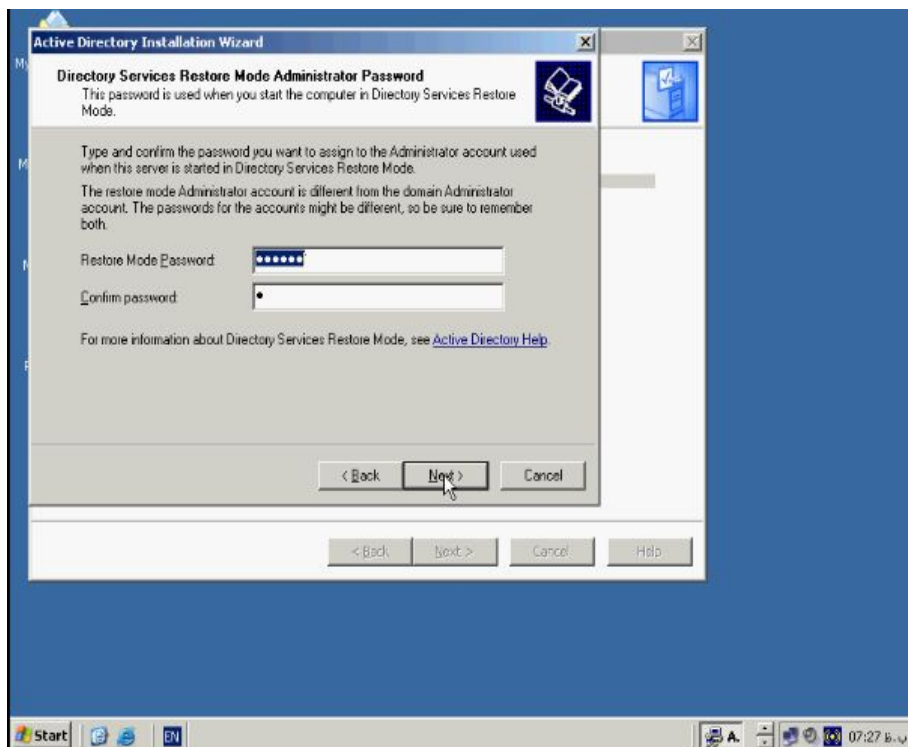 Active Directory Installation Wizard
Directory Services Restore Mode Administrator Password
This password is used when you start the computer in Directory Services Restore
Mode.
Type and confirm the password you want to assign to the Administrator account used
when this server is started in Directory Services Restore Mode.
The restore mode Administrator account is different from the domain Administrator
account. The passwords for the accounts might be different, so be sure to remember
both.
Restore Mode Password:
Confirm password:
For more information about Directory Services Restore Mode, see Active Directory Help.
< Back
Next >
Cancel
< Back
Next >
Cancel
Help
Start
EN
A.
07:27